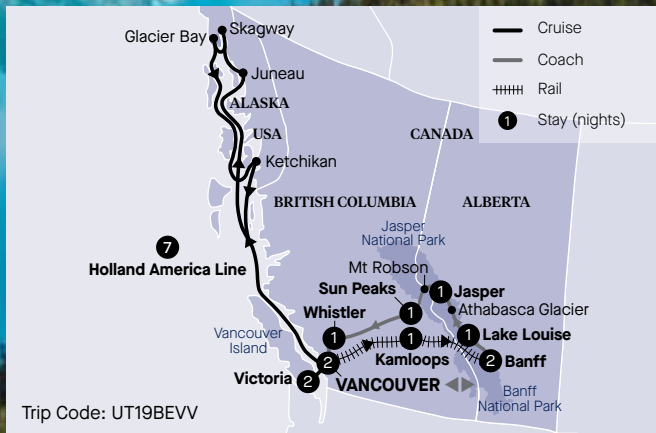 Cruise
Coach
Rail
1 Stay (nights)
Skagway
Glacier Bay
Juneau
ALASKA
USA
CANADA
Ketchikan
BRITISH COLUMBIA
ALBERTA
Jasper
National Park
7
Holland America Line
Mt Robson
Sun Peaks
1
1 Jasper
Athabasca Glacier
Whistler
1
1 Lake Louise
Vancouver
Island
1
Kamloops
2 Banff
2
VANCOUVER
Victoria 2
Banff
National Park
Trip Code: UT19BEVV